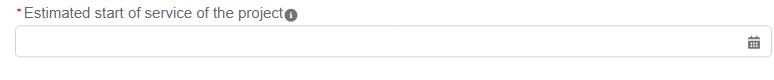 *Estimated start of service of the project